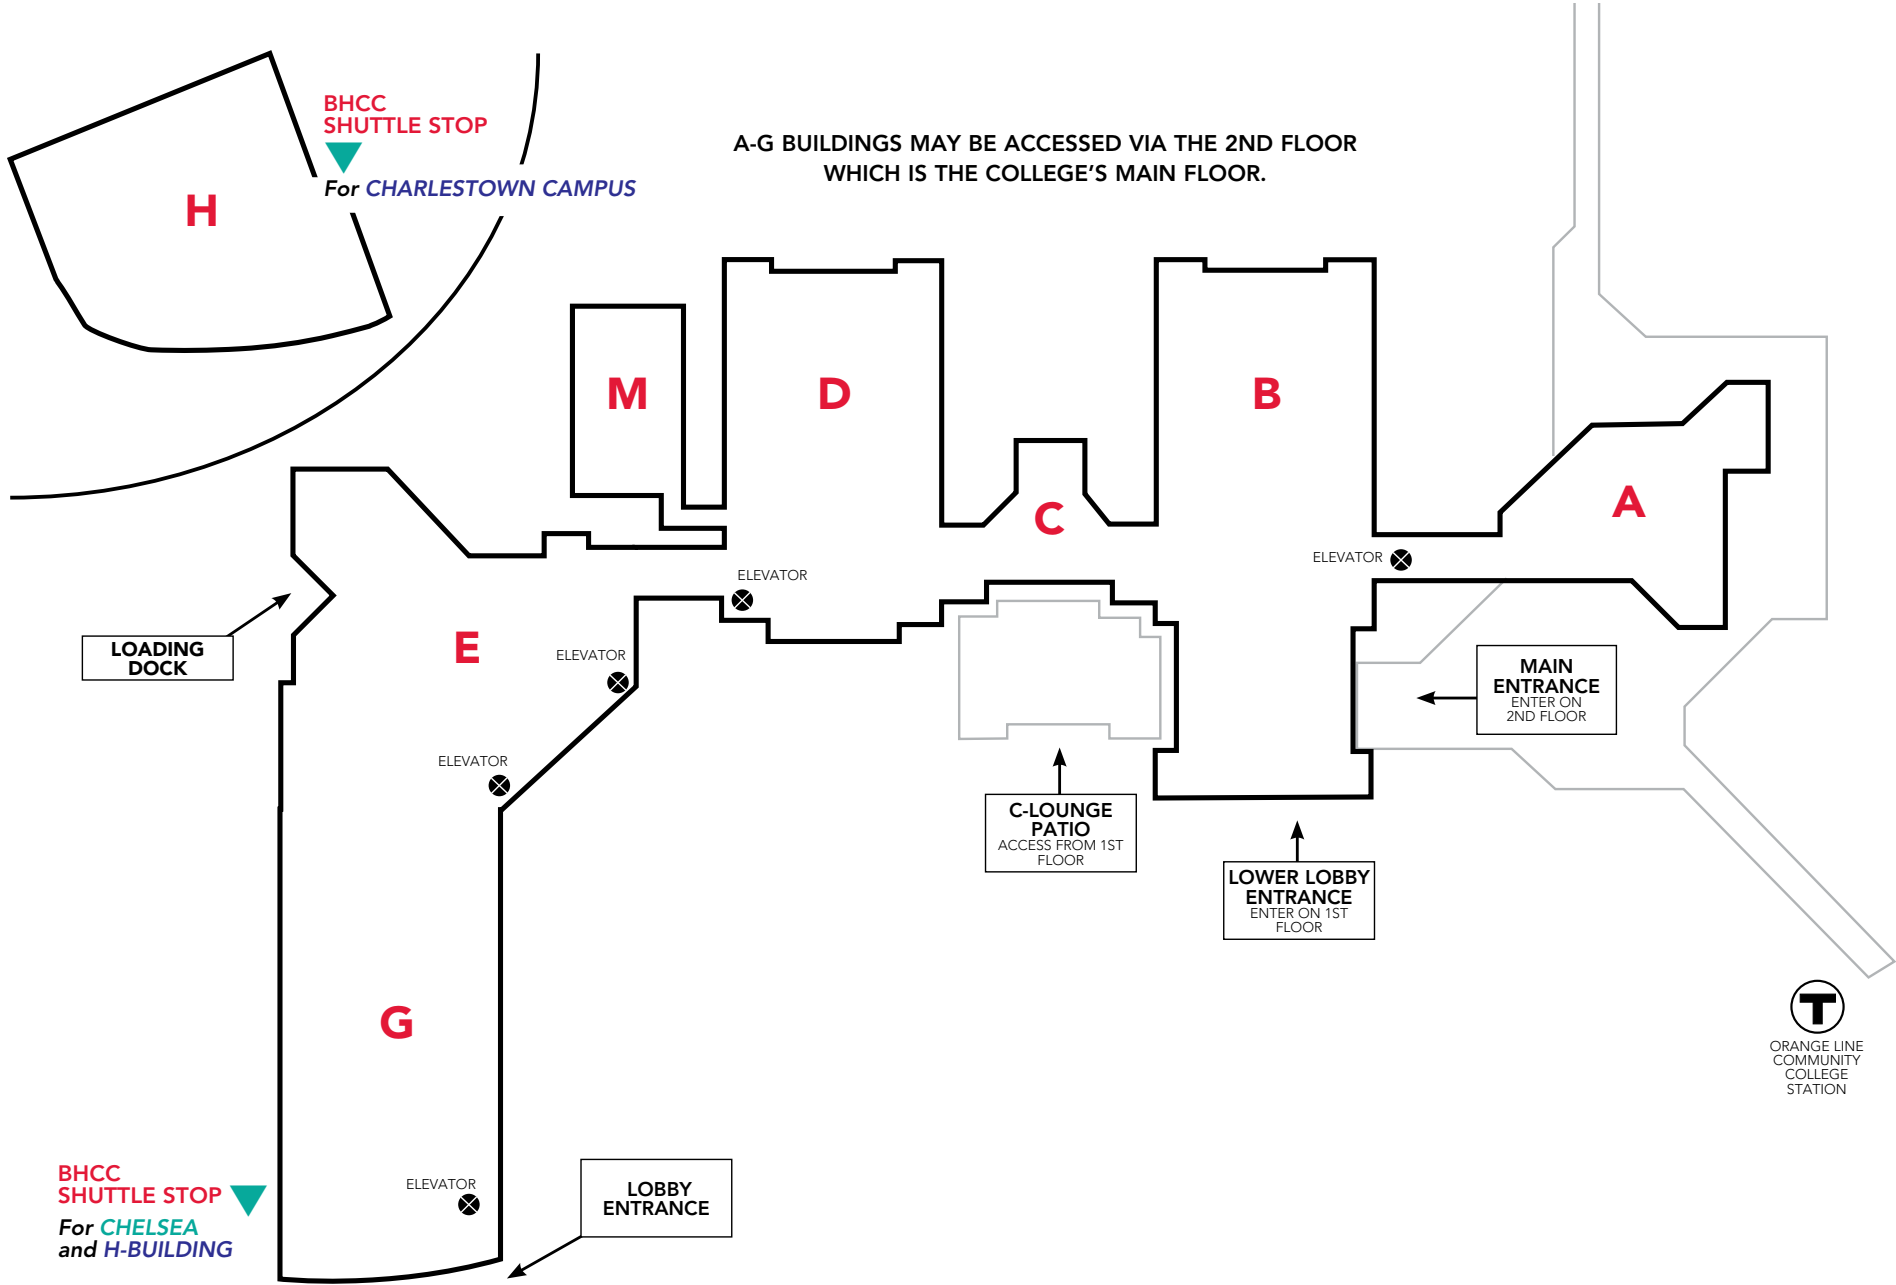 BHCC
SHUTTLE STOP
For CHARLESTOWN CAMPUS
H
A-G BUILDINGS MAY BE ACCESSED VIA THE 2ND FLOOR
WHICH IS THE COLLEGE'S MAIN FLOOR.
M
D
B
C
A
ELEVATOR
ELEVATOR
LOADING
DOCK
E
ELEVATOR
MAIN
ENTRANCE
ENTER ON
2ND FLOOR
ELEVATOR
C-LOUNGE
PATIO
ACCESS FROM 1ST
FLOOR
LOWER LOBBY
ENTRANCE
ENTER ON 1ST
FLOOR
G
T
ORANGE LINE
COMMUNITY
COLLEGE
STATION
BHCC
SHUTTLE STOP
For CHELSEA
and H-BUILDING
ELEVATOR
LOBBY
ENTRANCE